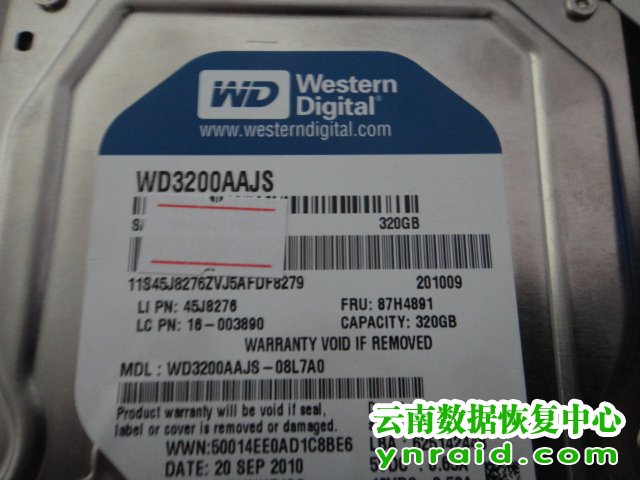 WD Western Digital
www.westerndigital.com
WD3200AAJS
320GB
11S45J8276ZVJ5AFDF8279 201009
LI PN: 45J8276 FRU: 87H4891
LC PN: 16-003890 CAPACITY: 320GB
WARRANTY VOID IF REMOVED
MDL : WD3200AAJS-08L7A0
Product warranty will be void if seal,
label or cover is removed or damaged.
WWN:50014EE0AD1C8BE6 LBA :
DATE: 20 SEP 2010
云南数据恢复中心
ynraid.com